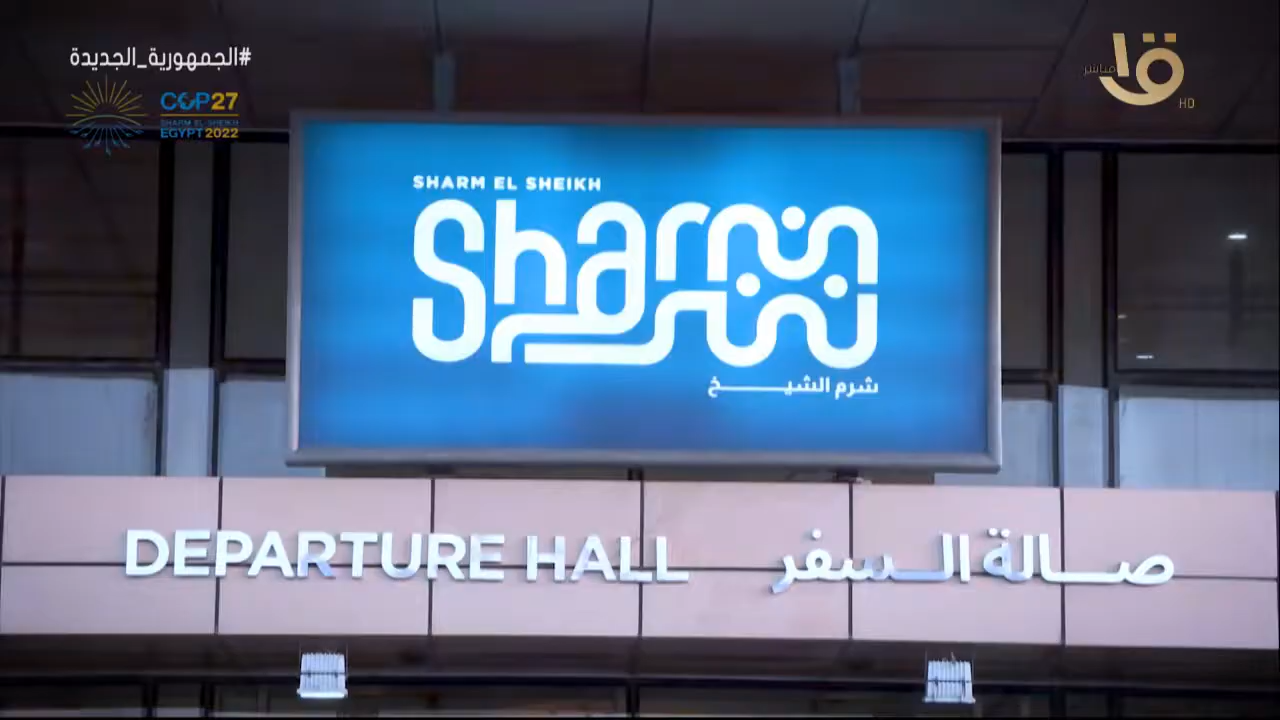 #الجمهورية_الجديدة
مباشر
HD
COP27
SHARM EL-SHEIKH
EGYPT 2022
SHARM EL SHEIKH
Sharm
شرم الشيخ
DEPARTURE HALL
صالة السفر